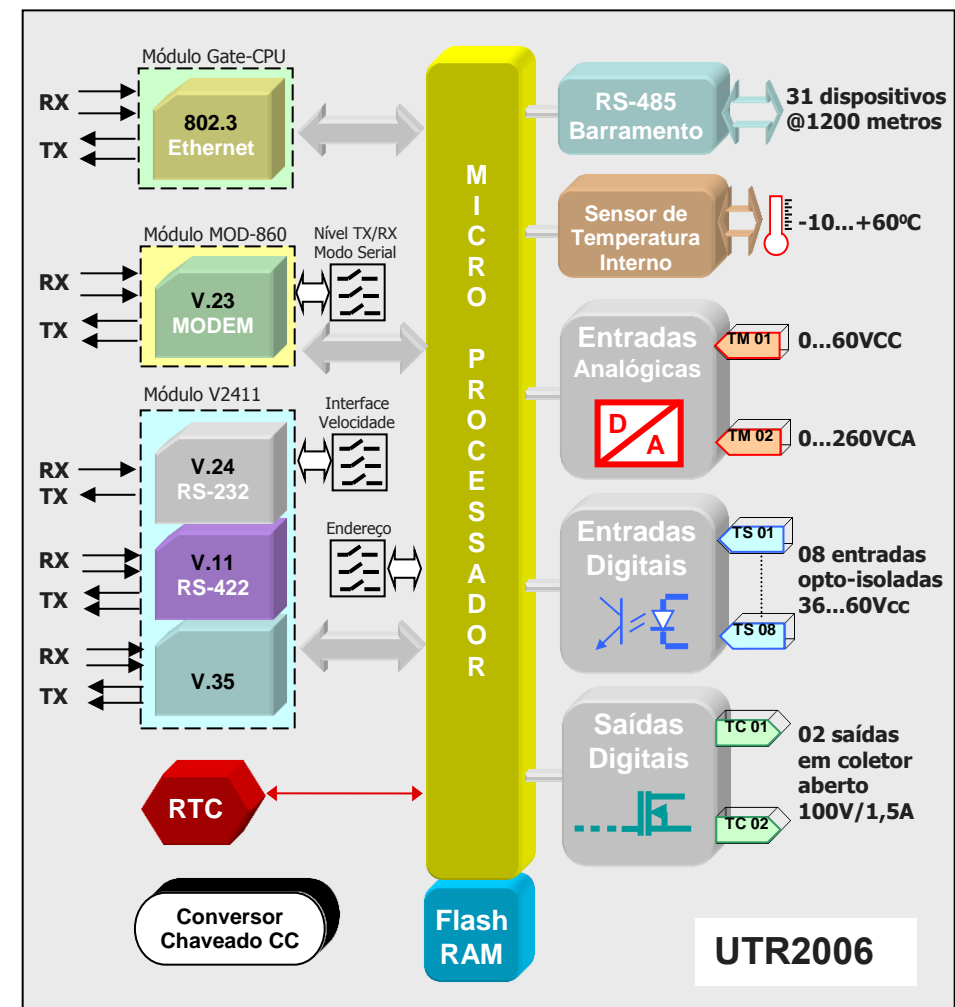 Módulo Gate-CPU
RX
TX
802.3
Ethernet
Módulo MOD-860
RX
TX
V.23
MODEM
Nível TX/RX
Modo Serial
Módulo V2411
RX
TX
V.24
RS-232
Interface
Velocidade
RX
TX
V.11
RS-422
Endereço
RX
TX
V.35
RTC
Conversor
Chaveado CC
MICRO PROCESSADOR
Flash
RAM
RS-485
Barramento
31 dispositivos
@1200 metros
Sensor de
Temperatura
Interno
-10...+60ºC
Entradas
Analógicas
D
A
TM 01
0...60VCC
TM 02
0...260VCA
Entradas
Digitais
TS 01
TS 08
08 entradas
opto-isoladas
36...60Vcc
Saídas
Digitais
TC 01
TC 02
02 saídas
em coletor
aberto
100V/1,5A
UTR2006